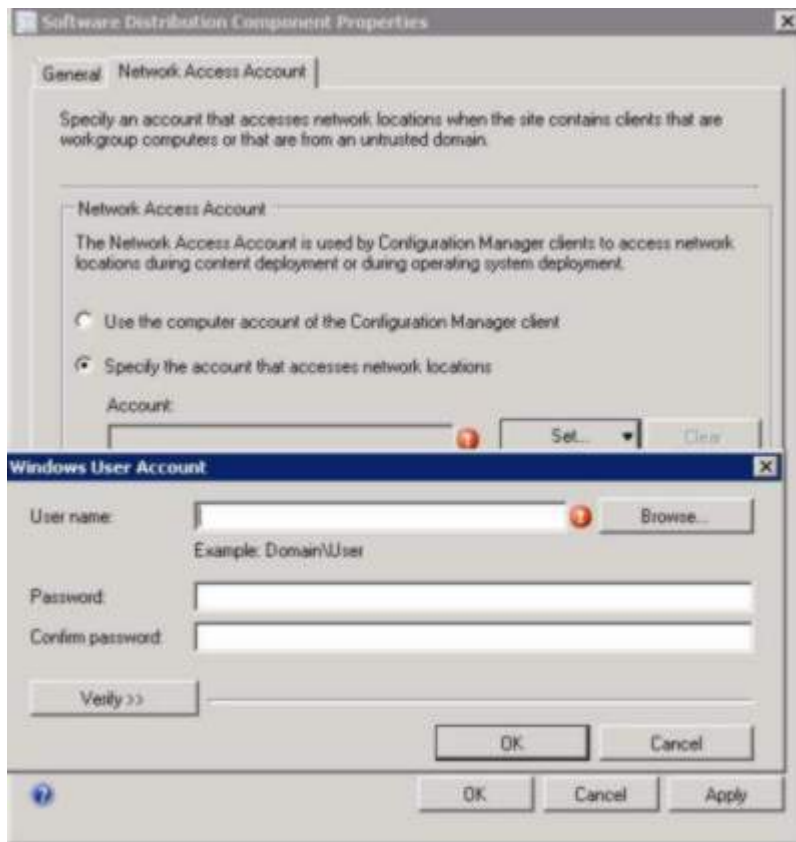 Software Distribution Component Properties
General
Network Access Account
Specify an account that accesses network locations when the site contains clients that are
workgroup computers or that are from an untrusted domain.
Network Access Account
The Network Access Account is used by Configuration Manager clients to access network
locations during content deployment or during operating system deployment.
Use the computer account of the Configuration Manager client
Specify the account that accesses network locations
Account:
Set...
Clear
Windows User Account
User name:
Browse...
Example: Domain\User
Password:
Confirm password:
Verify >>
OK
Cancel
OK
Cancel
Apply